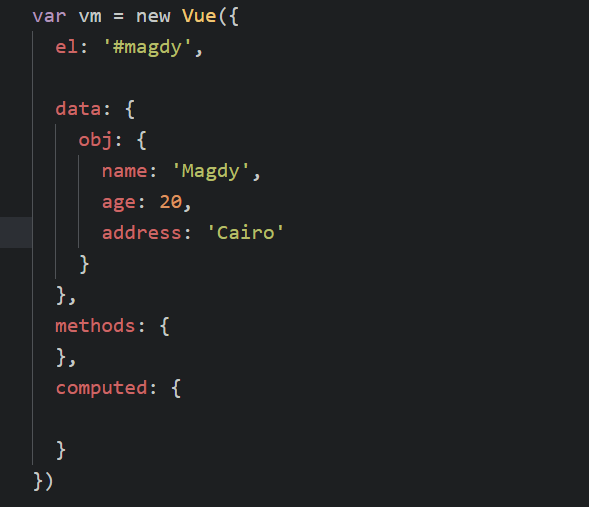 var vm = new Vue({
  el: '#magdy',

  data: {
    obj: {
      name: 'Magdy',
      age: 20,
      address: 'Cairo'
    }
  },
  methods: {
  },
  computed: {

  }
})